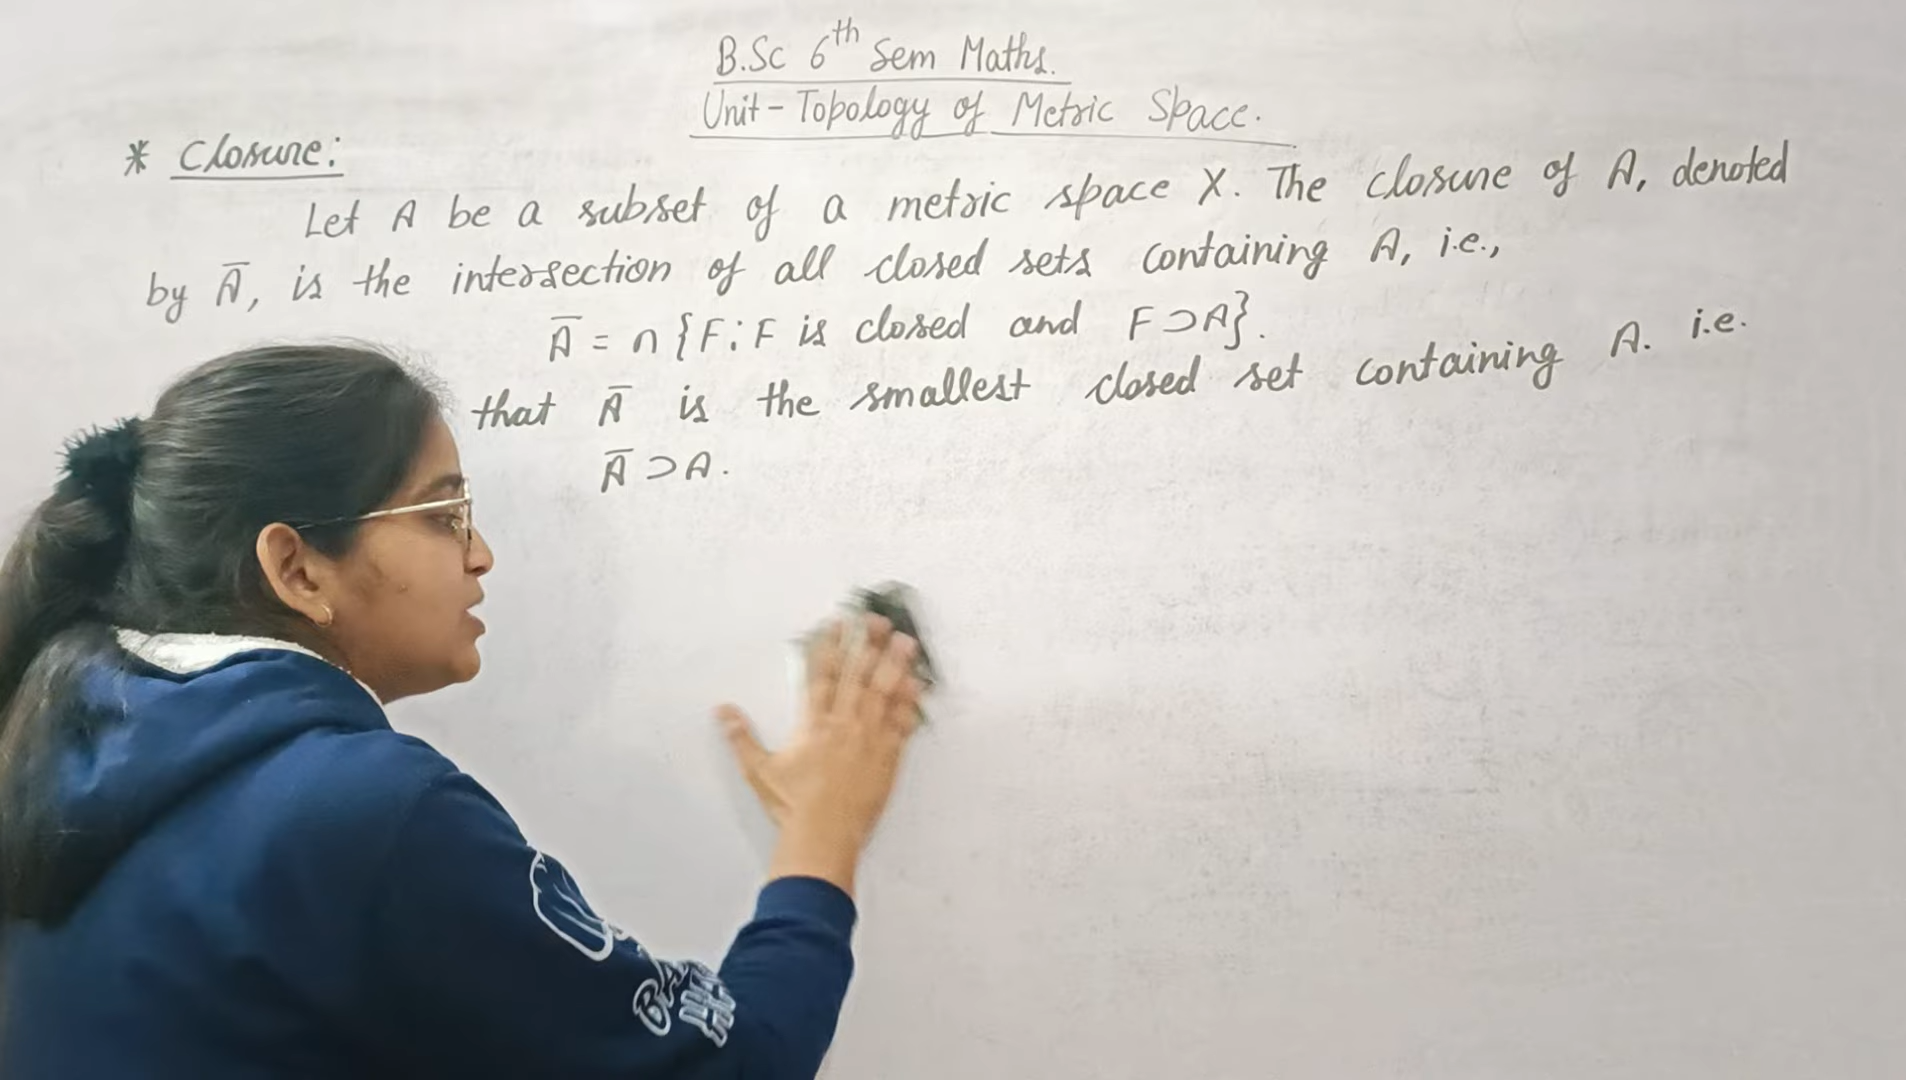 B.Sc 6th Sem Maths.
Unit - Topology of Metric Space.
* Closure:
Let A be a subset of a metric space X. The closure of A, denoted
by A̅, is the intersection of all closed sets containing A, i.e.,
A̅ = ∩ {F : F is closed and F ⊃ A}.
that A̅ is the smallest closed set containing A. i.e.
A̅ ⊃ A.